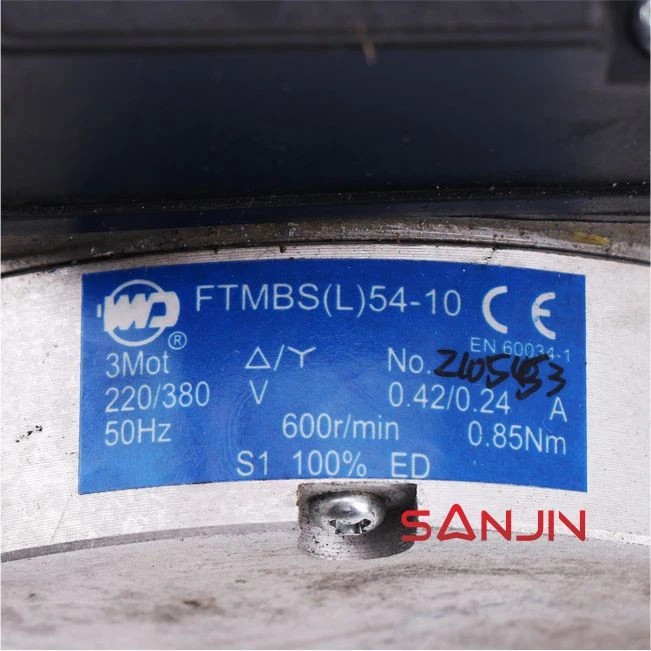 FTMBS(L)54-10 CE
EN 60034-1
3Mot △/Y No.
220/380 V 0.42/0.24 A
50Hz 600r/min 0.85Nm
S1 100% ED
SANJIN